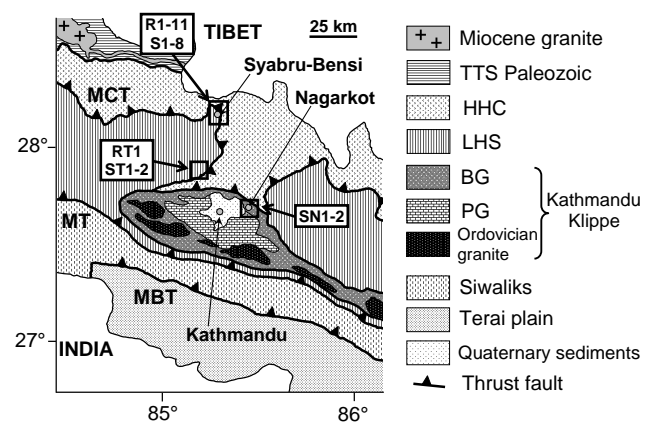 R1-11
S1-8
TIBET
25 km
Syabru-Bensi
MCT
Nagarkot
28°
RT1
ST1-2
MT
SN1-2
MBT
Kathmandu
27°
INDIA
85°
86°
Miocene granite
TTS Paleozoic
HHC
LHS
BG
PG
Ordovician
granite
Kathmandu
Klippe
Siwaliks
Terai plain
Quaternary sediments
Thrust fault